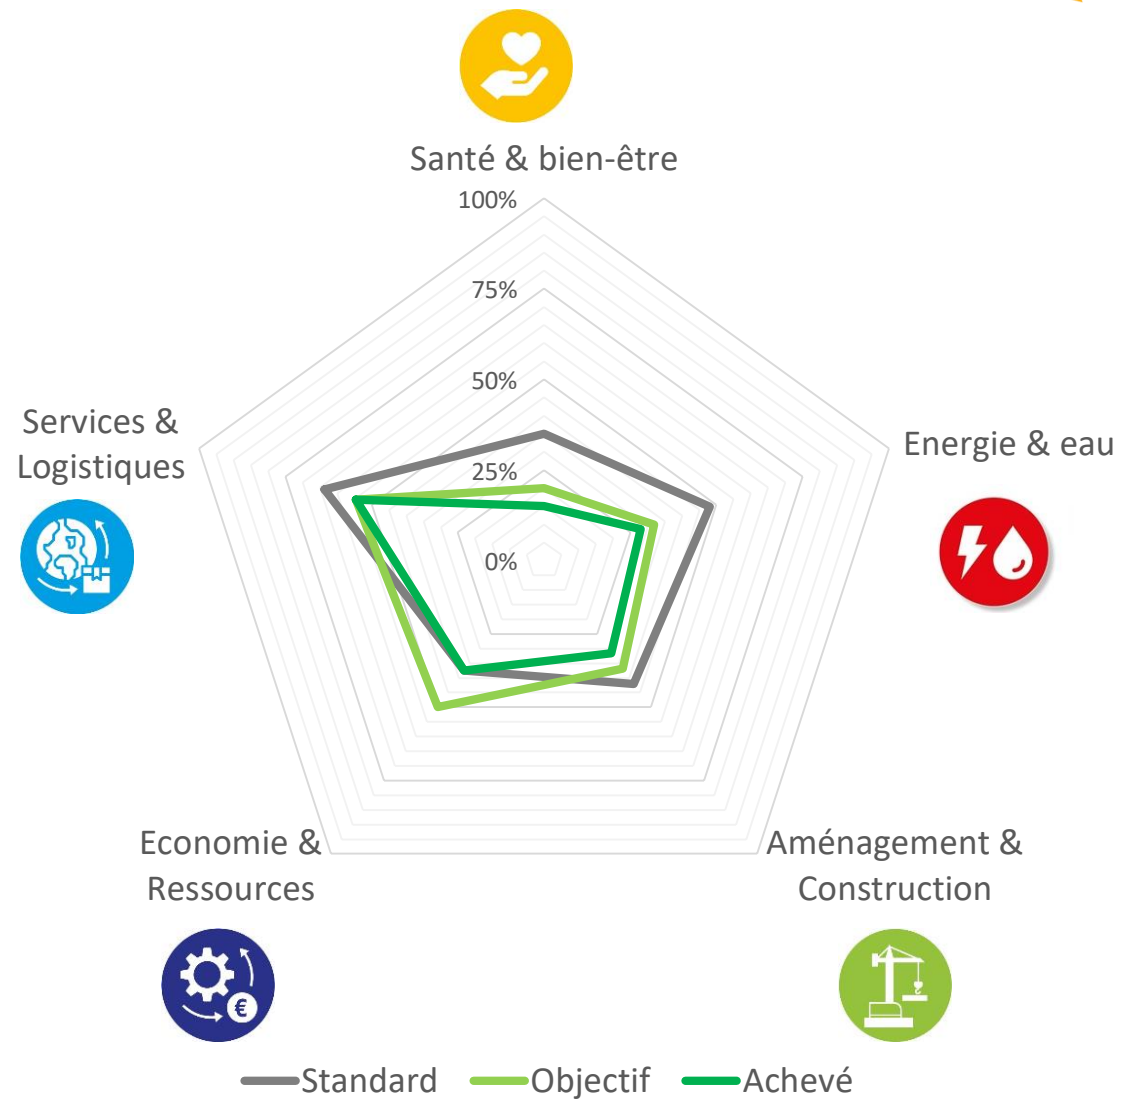 Santé & bien-être
100%
75%
50%
25%
0%
Services &
Logistiques
Energie & eau
Economie &
Ressources
€
Aménagement &
Construction
Standard Objectif Achevé